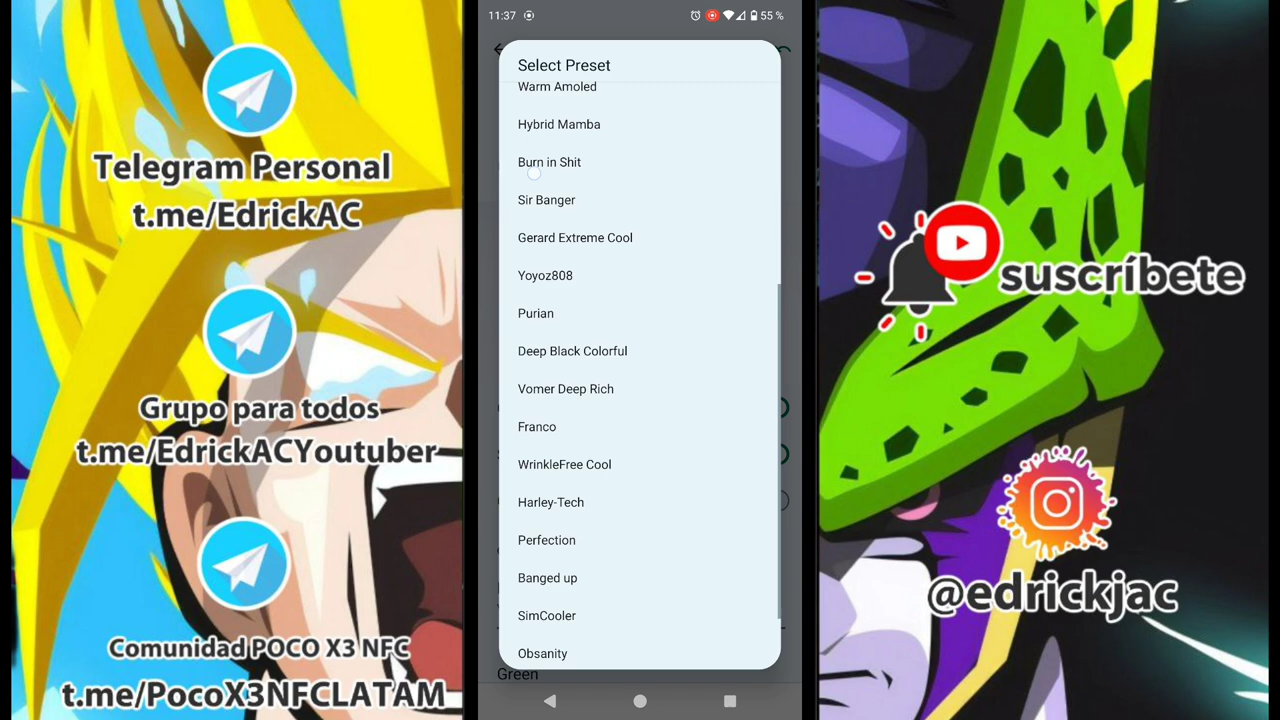 Telegram Personal
t.me/EdrickAC
Grupo para todos
t.me/EdrickACYoutuber
Comunidad POCO X3 NFC
t.me/PocoX3NFCLATAM
11:37
55 %
Select Preset
Warm Amoled
Hybrid Mamba
Burn in Shit
Sir Banger
Gerard Extreme Cool
Yoyoz808
Purian
Deep Black Colorful
Vomer Deep Rich
Franco
WrinkleFree Cool
Harley-Tech
Perfection
Banged up
SimCooler
Obsanity
Green
suscríbete
@edrickjac